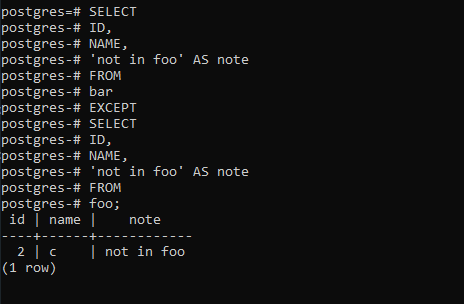 postgres=# SELECT
postgres-# ID,
postgres-# NAME,
postgres-# 'not in foo' AS note
postgres-# FROM
postgres-# bar
postgres-# EXCEPT
postgres-# SELECT
postgres-# ID,
postgres-# NAME,
postgres-# 'not in foo' AS note
postgres-# FROM
postgres-# foo;
 id | name |    note
----+------+------------
  2 | c    | not in foo
(1 row)